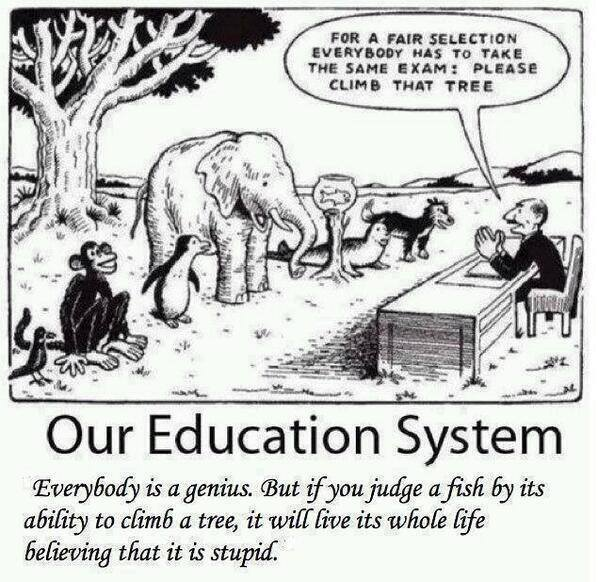 FOR A FAIR SELECTION
EVERYBODY HAS TO TAKE
THE SAME EXAM: PLEASE
CLIMB THAT TREE
Our Education System
Everybody is a genius. But if you judge a fish by its
ability to climb a tree, it will live its whole life
believing that it is stupid.